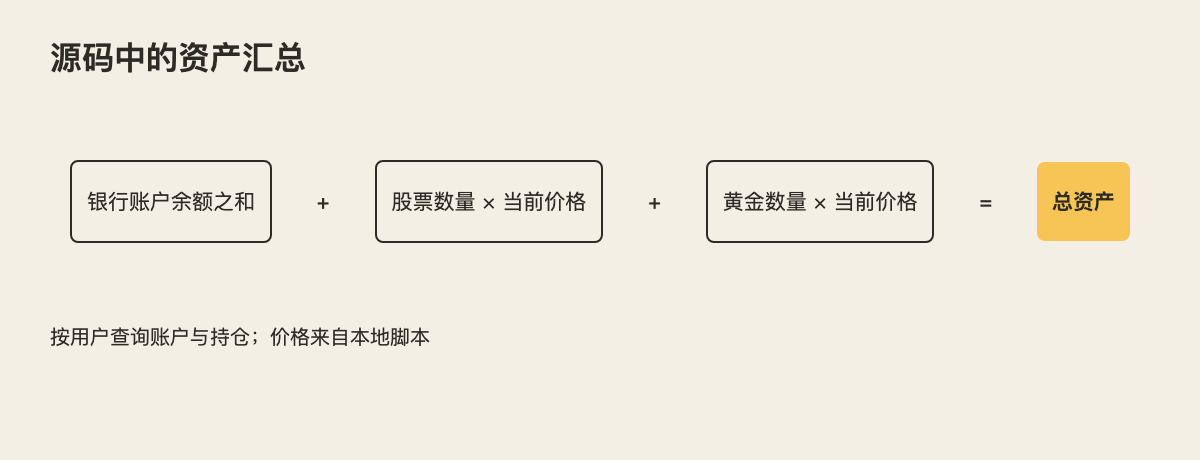 源码中的资产汇总
银行账户余额之和 + 股票数量 × 当前价格 + 黄金数量 × 当前价格 = 总资产
按用户查询账户与持仓；价格来自本地脚本